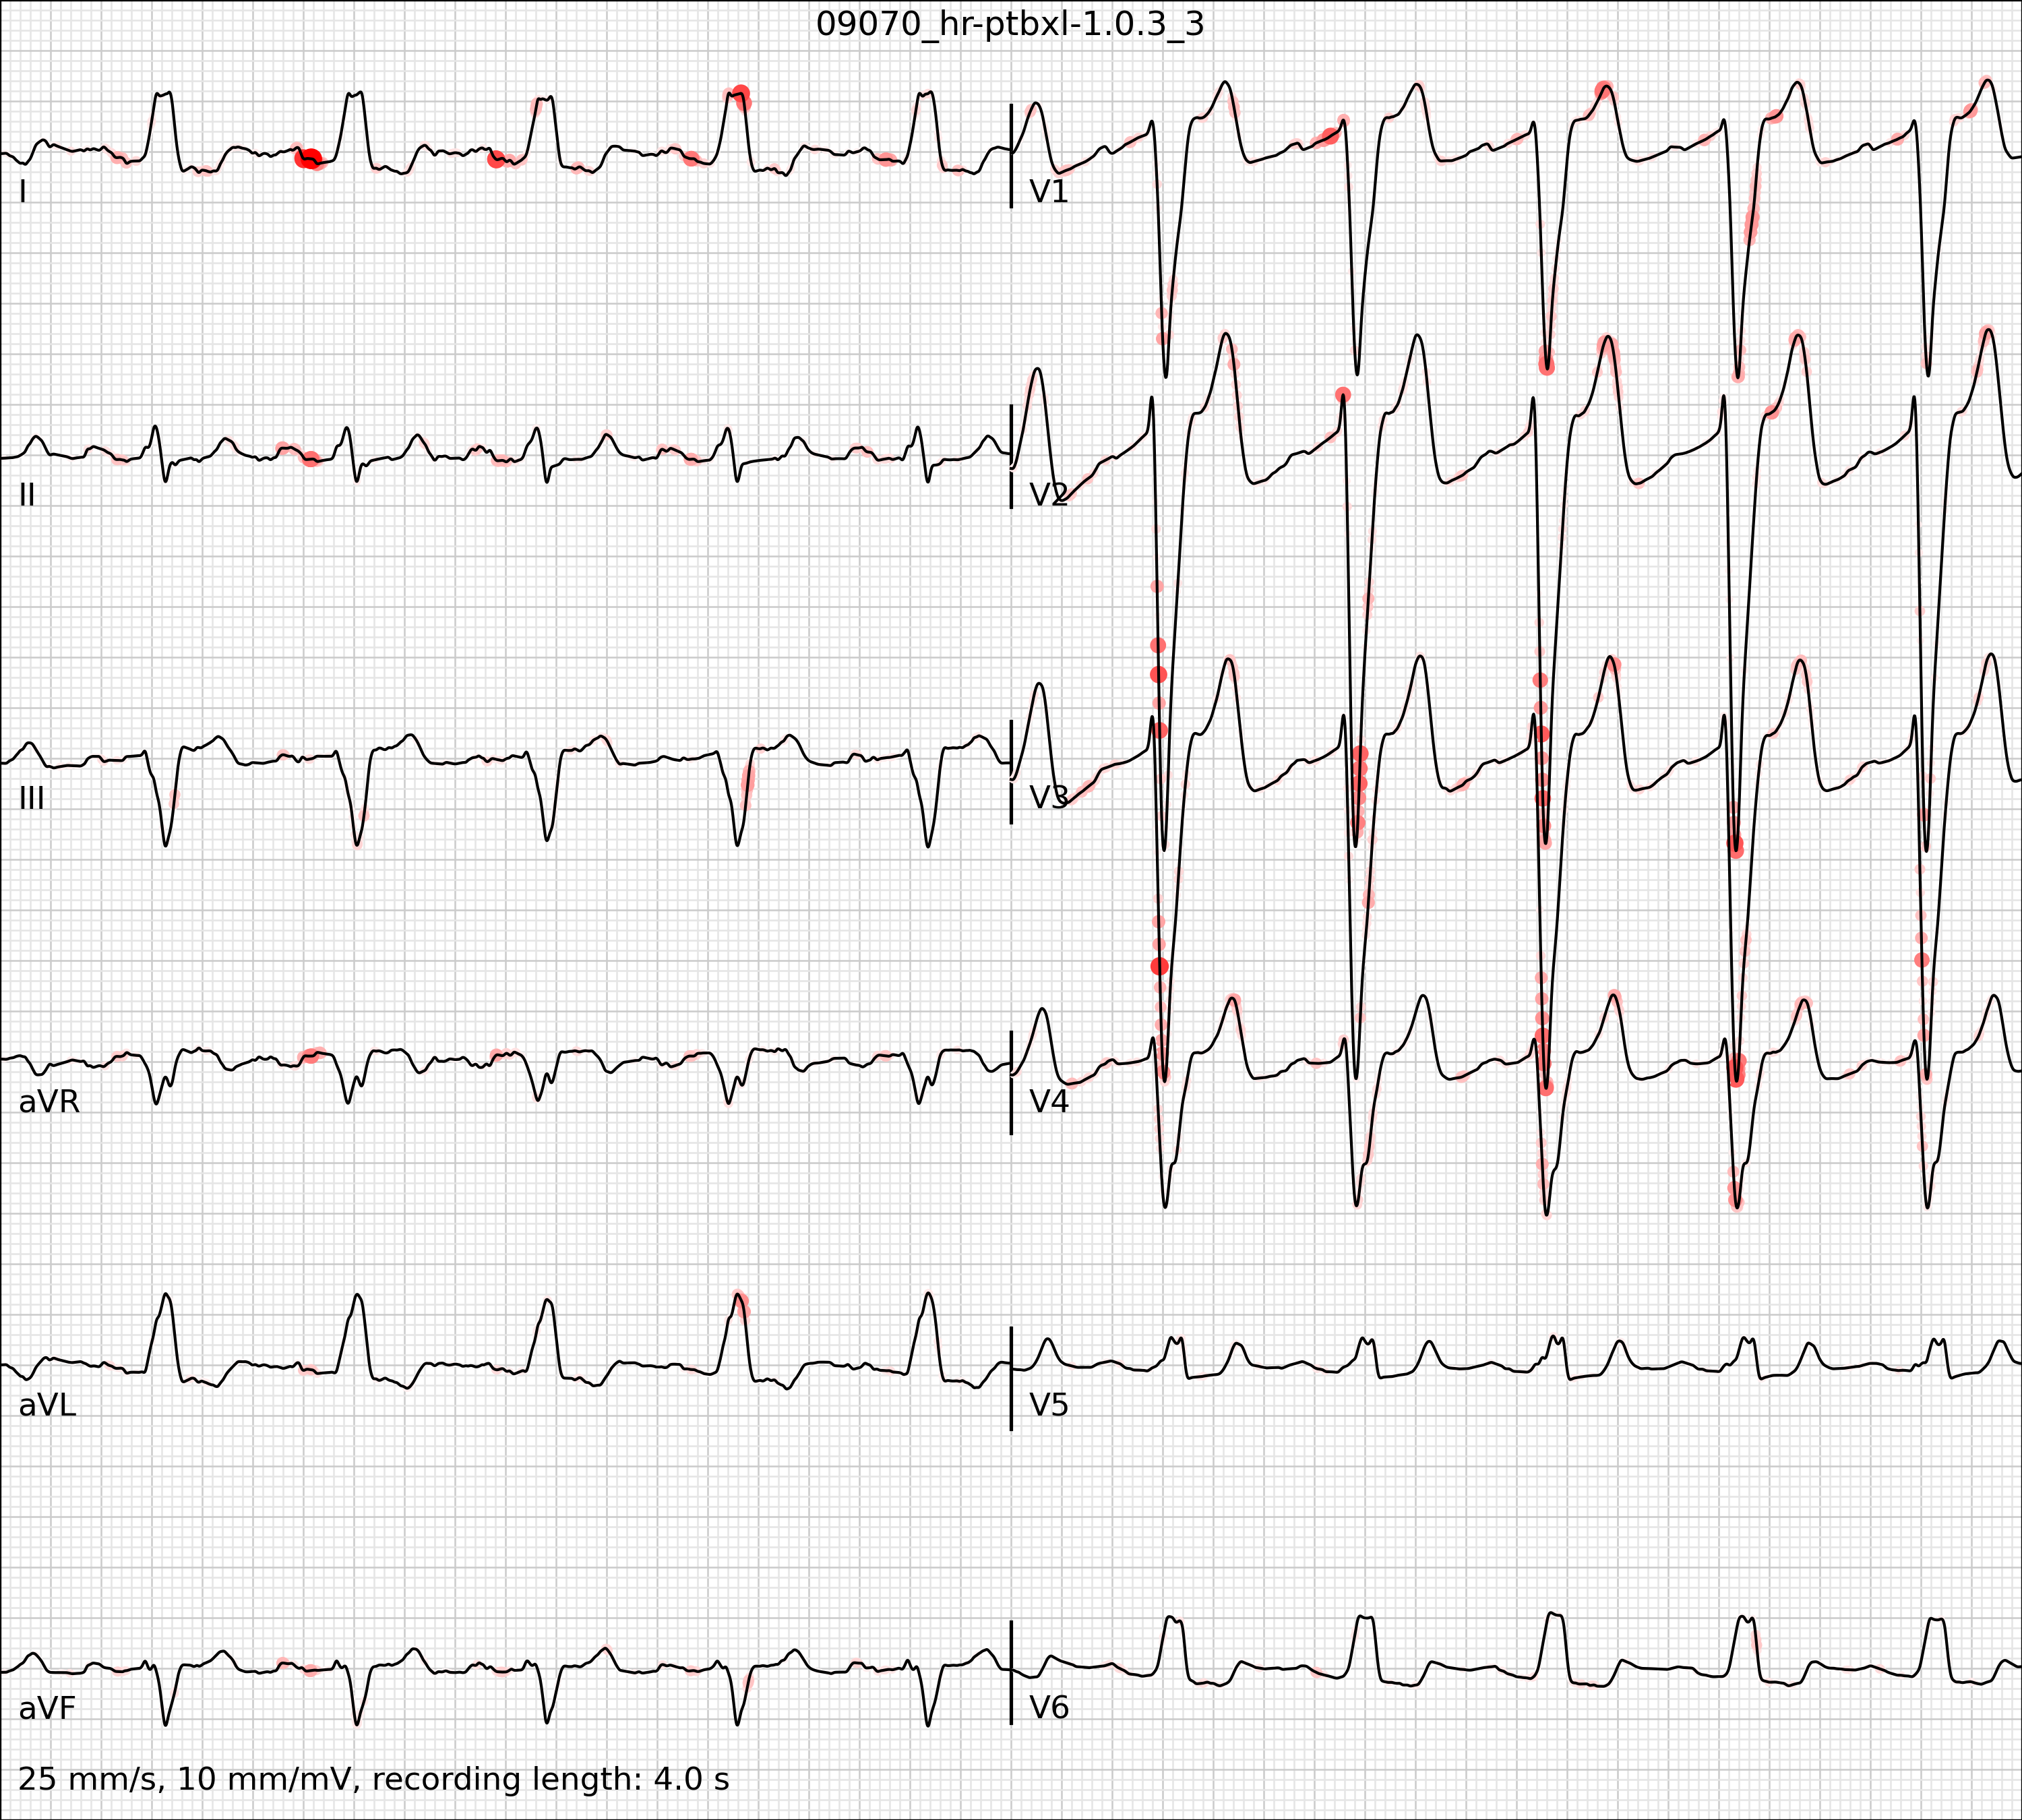 09070_hr-ptbxl-1.0.3_3
I
V1
II
V2
III
V3
aVR
V4
aVL
V5
aVF
V6
25 mm/s, 10 mm/mV, recording length: 4.0 s